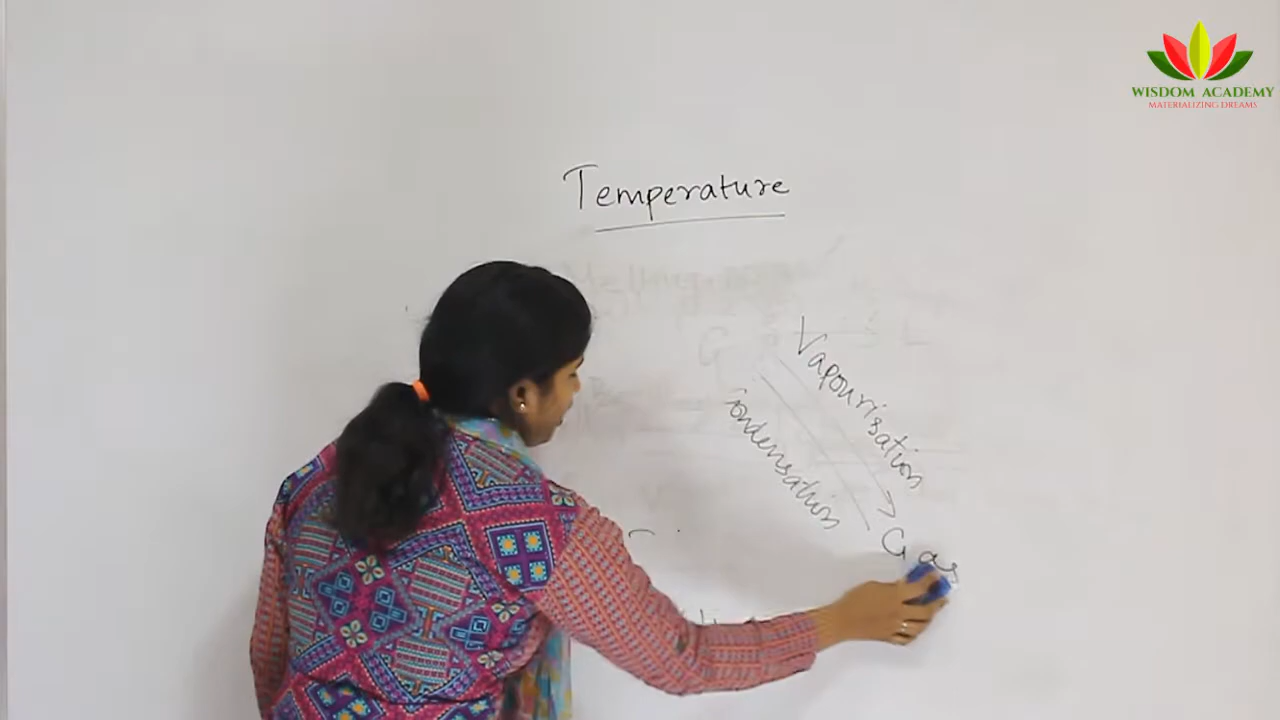 WISDOM ACADEMY
MATERIALIZING DREAMS
Temperature
Vapourisation
Condensation
Gas